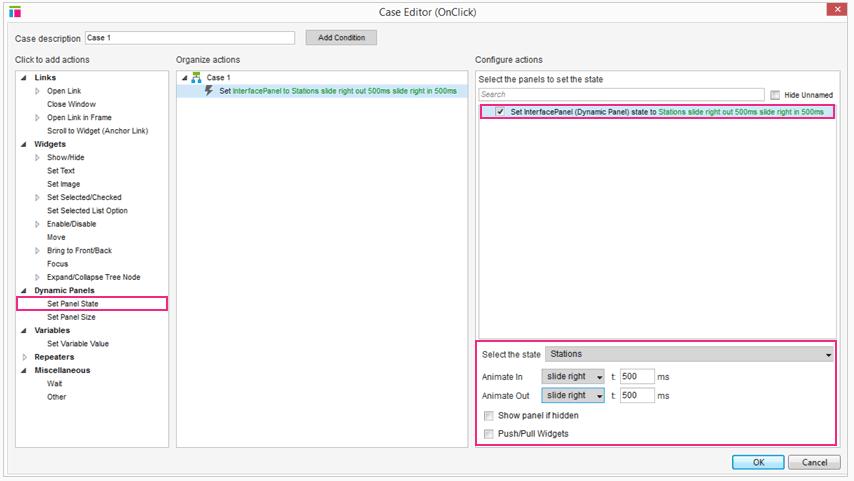 Case Editor (OnClick)
Case description Case 1 Add Condition
Click to add actions
Links
Open Link
Close Window
Open Link in Frame
Scroll to Widget (Anchor Link)
Widgets
Show/Hide
Set Text
Set Image
Set Selected/Checked
Set Selected List Option
Enable/Disable
Move
Bring to Front/Back
Focus
Expand/Collapse Tree Node
Dynamic Panels
Set Panel State
Set Panel Size
Variables
Set Variable Value
Repeaters
Miscellaneous
Wait
Other
Organize actions
Case 1
Set InterfacePanel to Stations slide right out 500ms slide right in 500ms
Configure actions
Select the panels to set the state
Search Hide Unnamed
Set InterfacePanel (Dynamic Panel) state to Stations slide right out 500ms slide right in 500ms
Select the state Stations
Animate In slide right t: 500 ms
Animate Out slide right t: 500 ms
Show panel if hidden
Push/Pull Widgets
OK Cancel